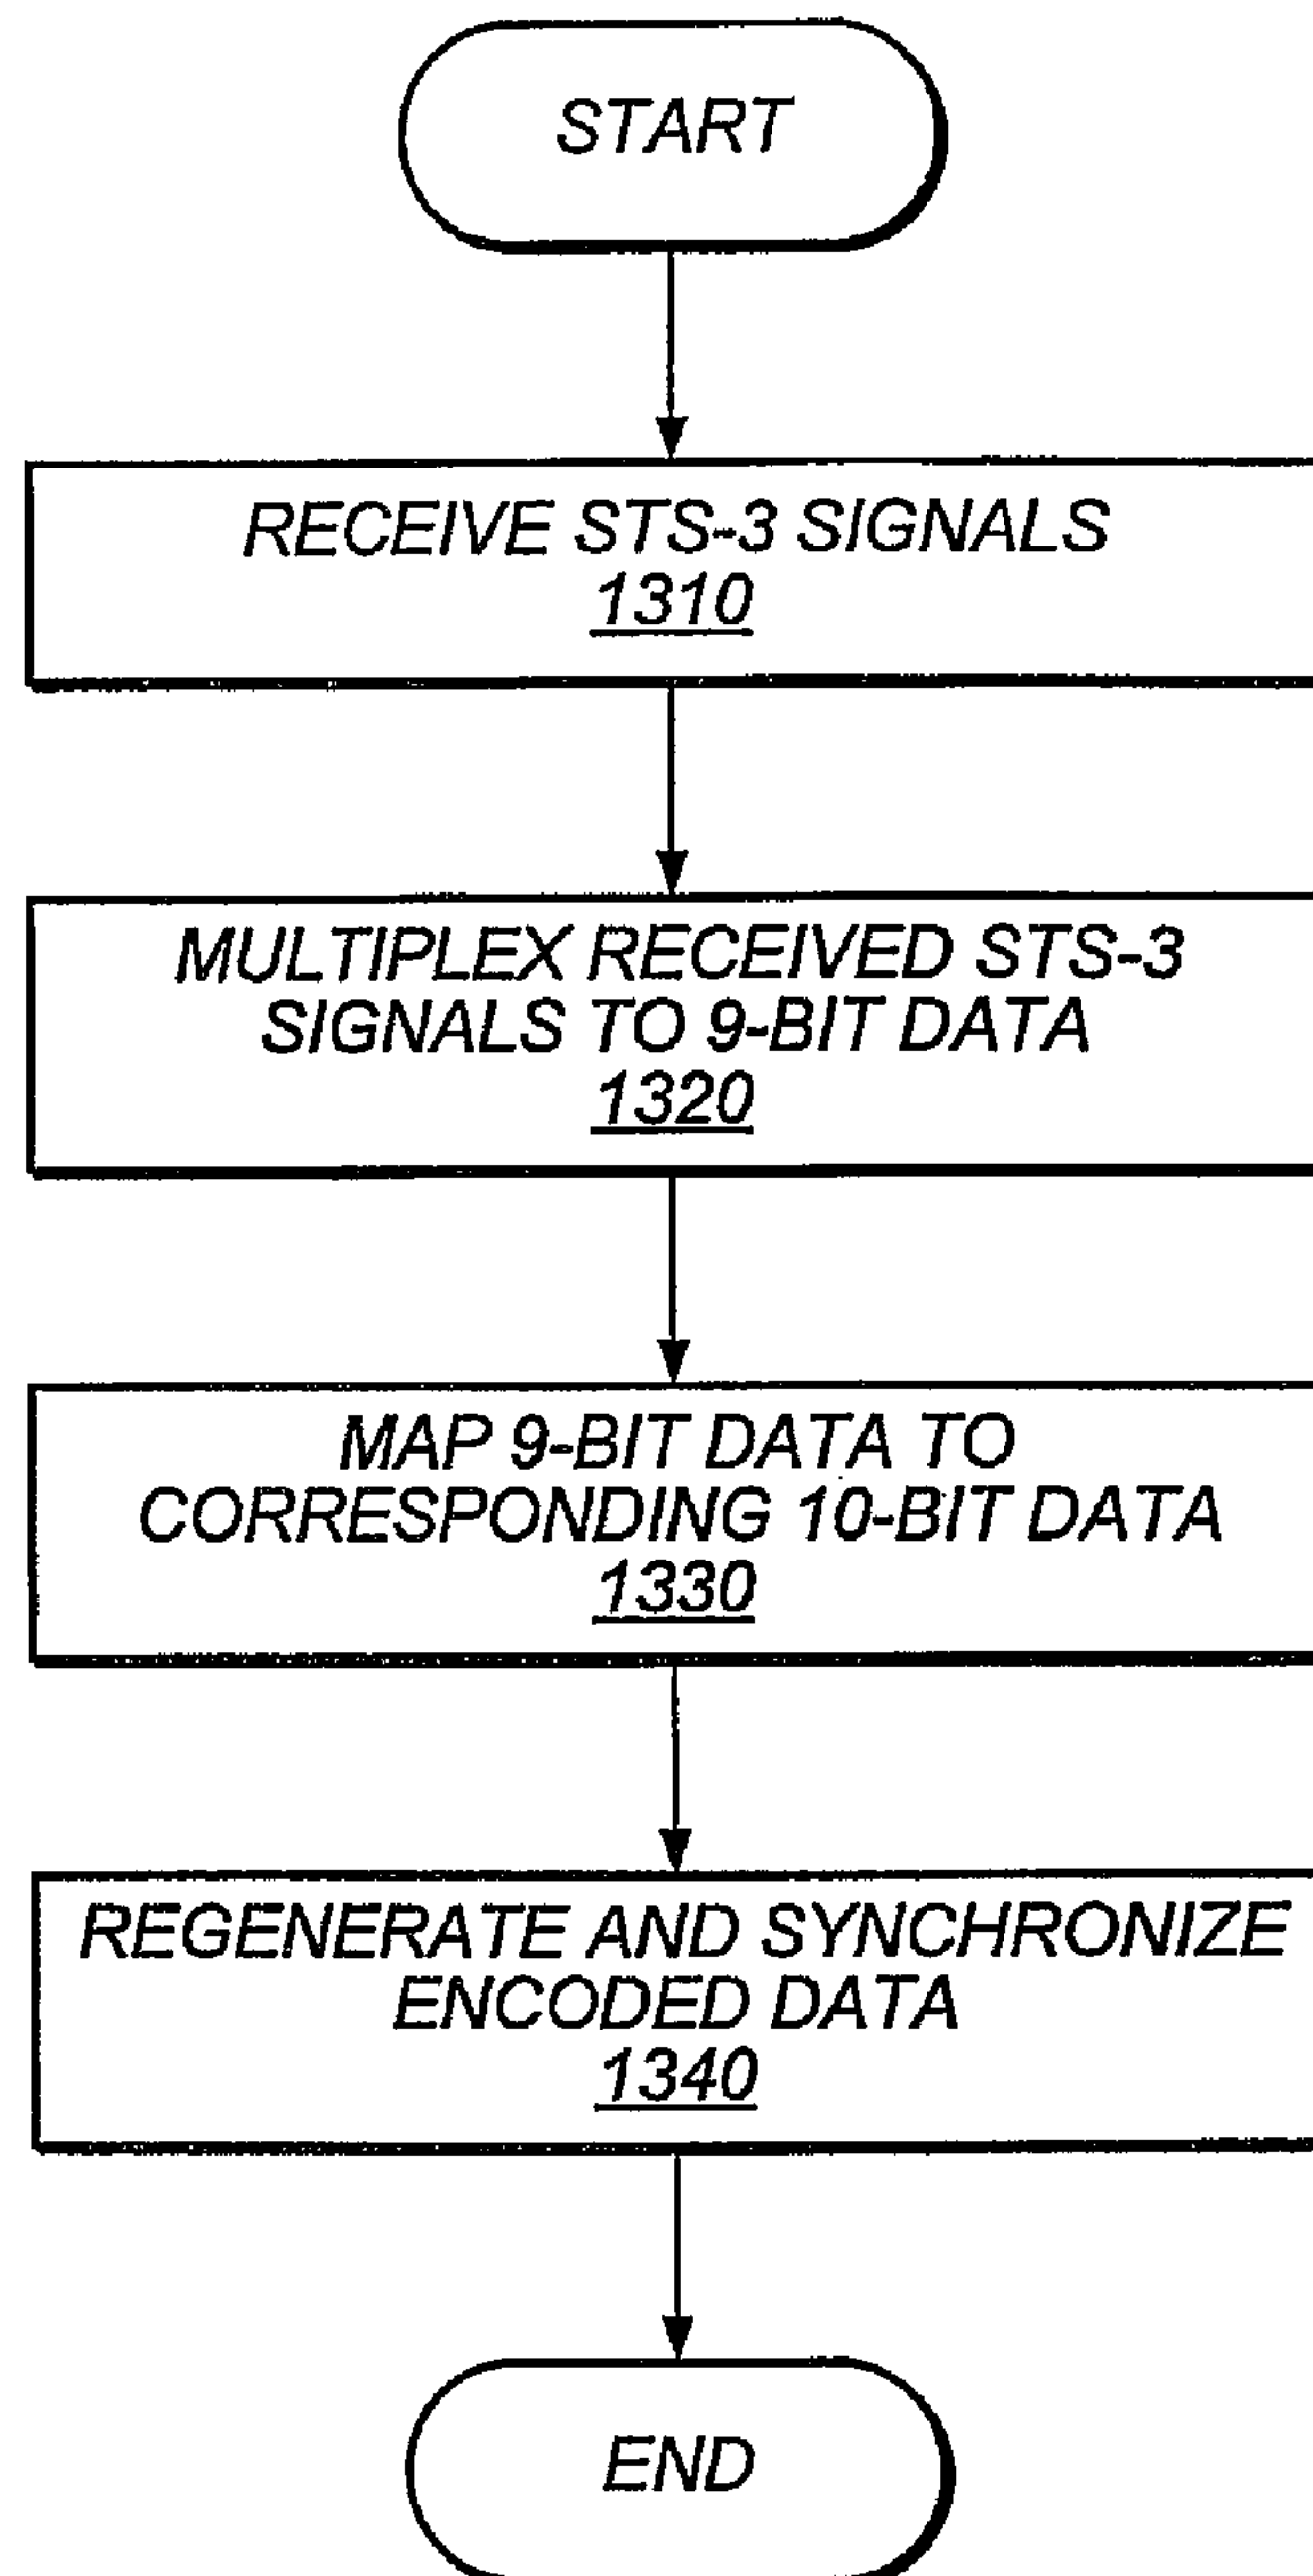 START
RECEIVE STS-3 SIGNALS
1310
MULTIPLEX RECEIVED STS-3
SIGNALS TO 9-BIT DATA
1320
MAP 9-BIT DATA TO
CORRESPONDING 10-BIT DATA
1330
REGENERATE AND SYNCHRONIZE
ENCODED DATA
1340
END